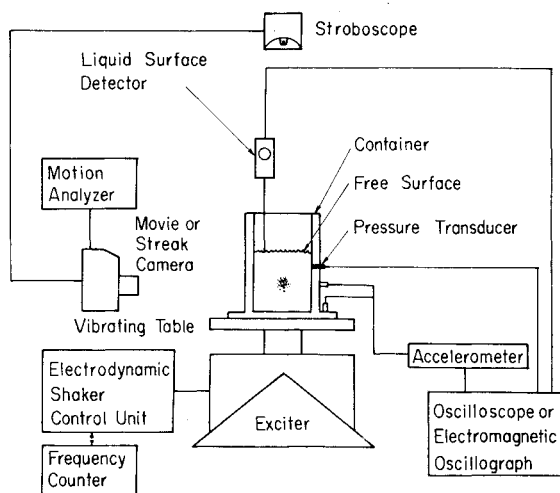 Stroboscope
Liquid Surface
Detector
Container
Free Surface
Pressure Transducer
Motion
Analyzer
Movie or
Streak
Camera
Vibrating Table
Electrodynamic
Shaker
Control Unit
Frequency
Counter
Exciter
Accelerometer
Oscilloscope or
Electromagnetic
Oscillograph